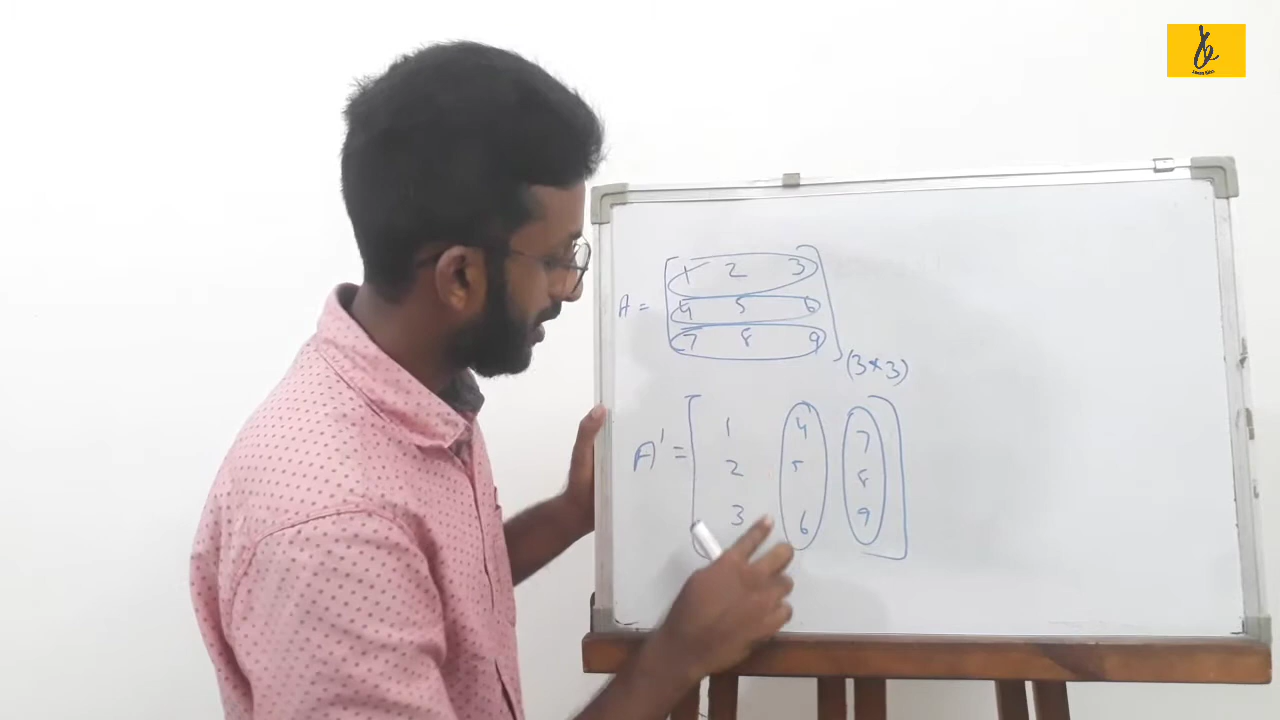 1 2 3
A = 4 5 6
7 8 9
(3*3)
1 4 7
A' = 2 5 8
3 6 9